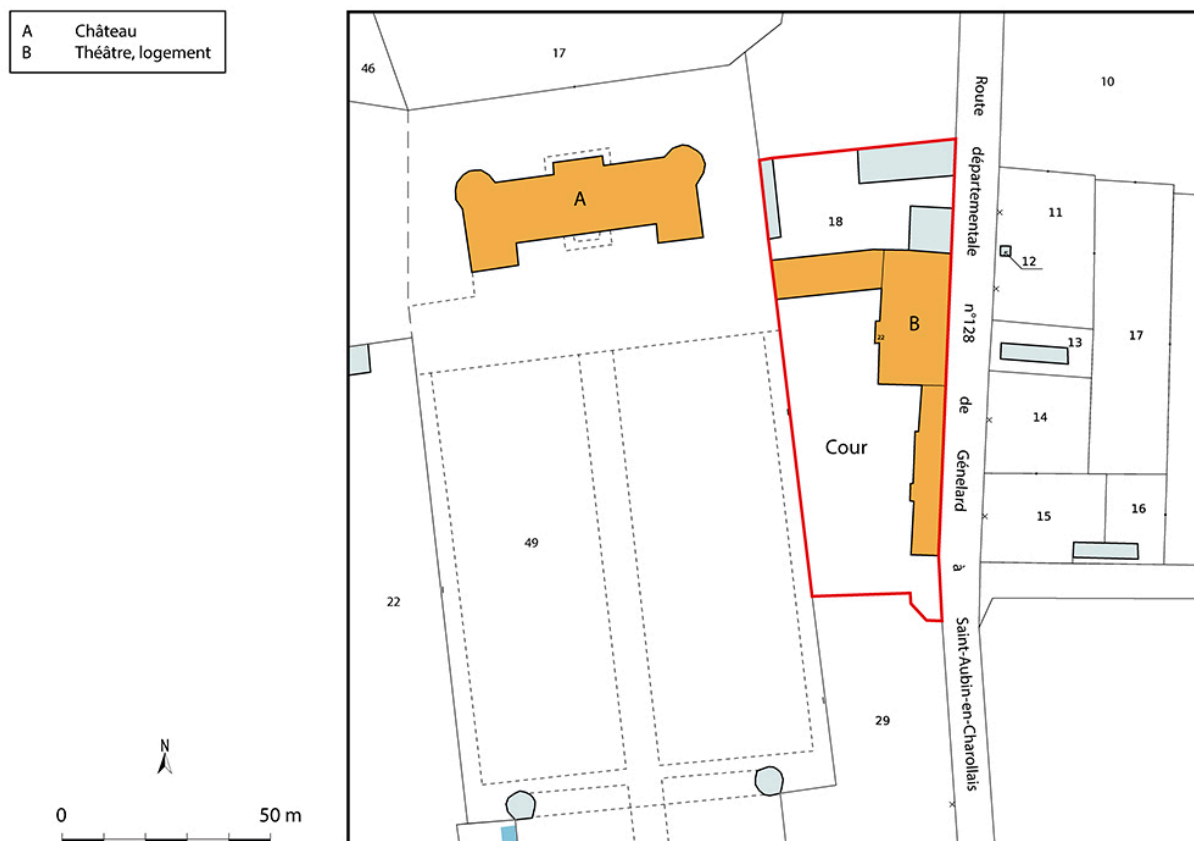 A Château
B Théâtre, logement
46
17
10
A
18
11
12
B
22
13
17
14
Cour
15
16
49
22
29
Route départementale n°128 de Génelard à Saint-Aubin-en-Charollais
N
0 50 m